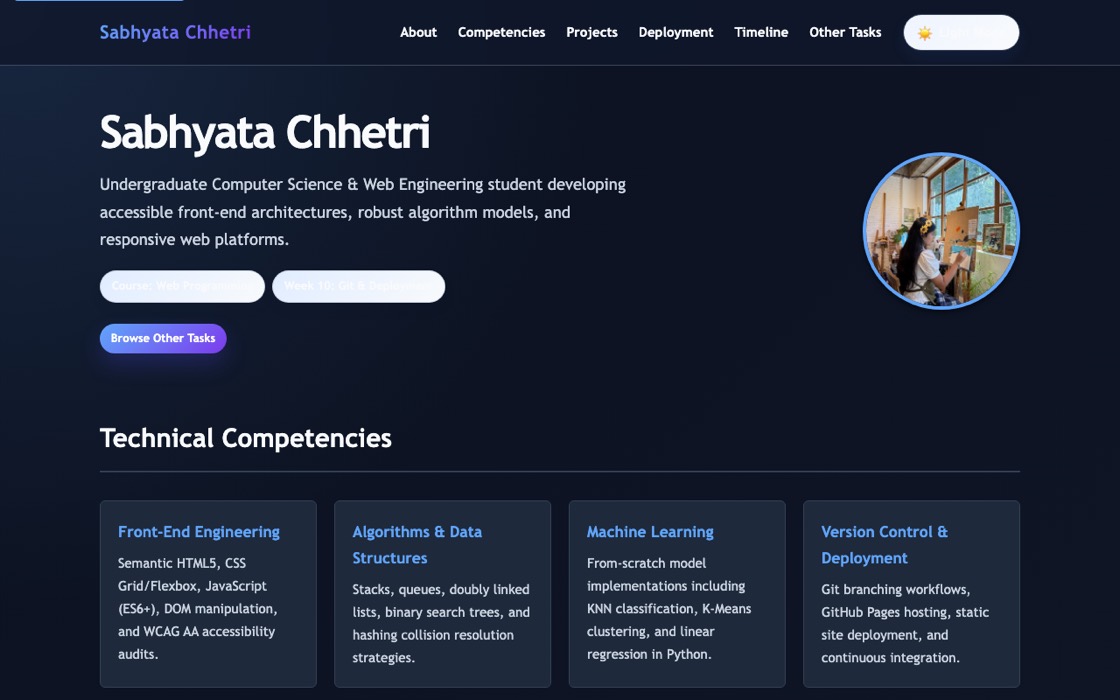 Sabhyata Chhetri
About Competencies Projects Deployment Timeline Other Tasks
Sabhyata Chhetri
Undergraduate Computer Science & Web Engineering student developing
accessible front-end architectures, robust algorithm models, and
responsive web platforms.
Course: Web
Week 10: Git &
Browse Other Tasks
Technical Competencies
Front-End Engineering
Semantic HTML5, CSS
Grid/Flexbox, JavaScript
(ES6+), DOM manipulation,
and WCAG AA accessibility
audits.
Algorithms & Data
Structures
Stacks, queues, doubly linked
lists, binary search trees, and
hashing collision resolution
strategies.
Machine Learning
From-scratch model
implementations including
KNN classification, K-Means
clustering, and linear
regression in Python.
Version Control &
Deployment
Git branching workflows,
GitHub Pages hosting, static
site deployment, and
continuous integration.